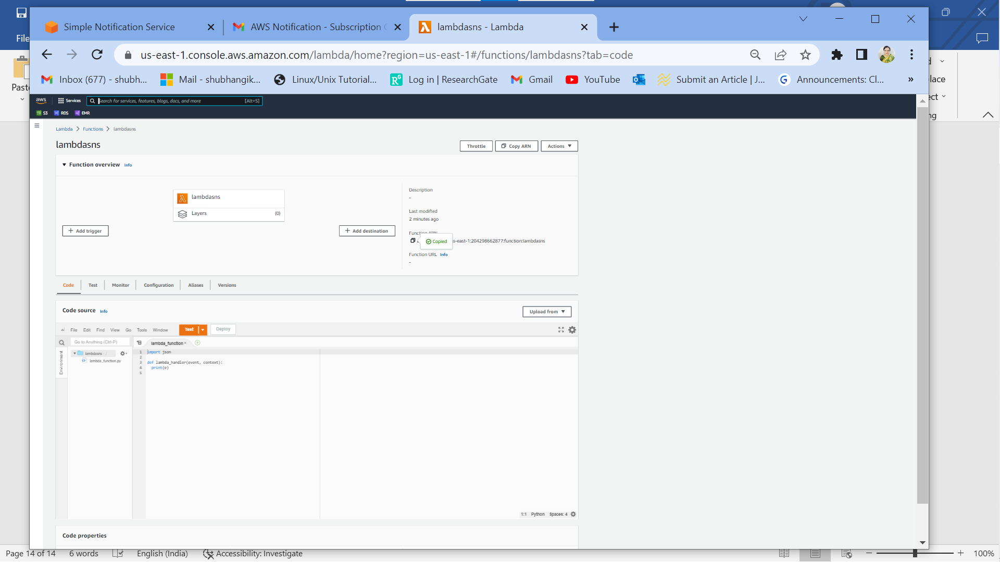 Simple Notification Service
AWS Notification - Subscription C
lambdasns - Lambda
File
us-east-1.console.aws.amazon.com/lambda/home?region=us-east-1#/functions/lambdasns?tab=code
Inbox (677) - shubh...
Mail - shubhangik...
Linux/Unix Tutorial...
Log in | ResearchGate
Gmail
YouTube
Submit an Article | J...
Announcements: Cl...
»
Paste
lace
ect
ng
aws
Services
Search for services, features, blogs, docs, and more
[Alt+S]
S3
RDS
EMR
Lambda > Functions > lambdasns
lambdasns
Throttle
Copy ARN
Actions
Function overview Info
lambdasns
Layers (0)
+ Add trigger
+ Add destination
Description
-
Last modified
2 minutes ago
Function ARN
Copied
s-east-1:204298662877:function:lambdasns
Function URL Info
-
Code
Test
Monitor
Configuration
Aliases
Versions
Code source Info
Upload from
File Edit Find View Go Tools Window
Test
Deploy
Go to Anything (Ctrl-P)
lambda_function ×
Environment
lambdasns - /
lambda_function.py
1 import json
2
3 def lambda_handler(event, context):
4 print(e)
5
1:1 Python Spaces: 4
Code properties
Page 14 of 14
6 words
English (India)
Accessibility: Investigate
100%